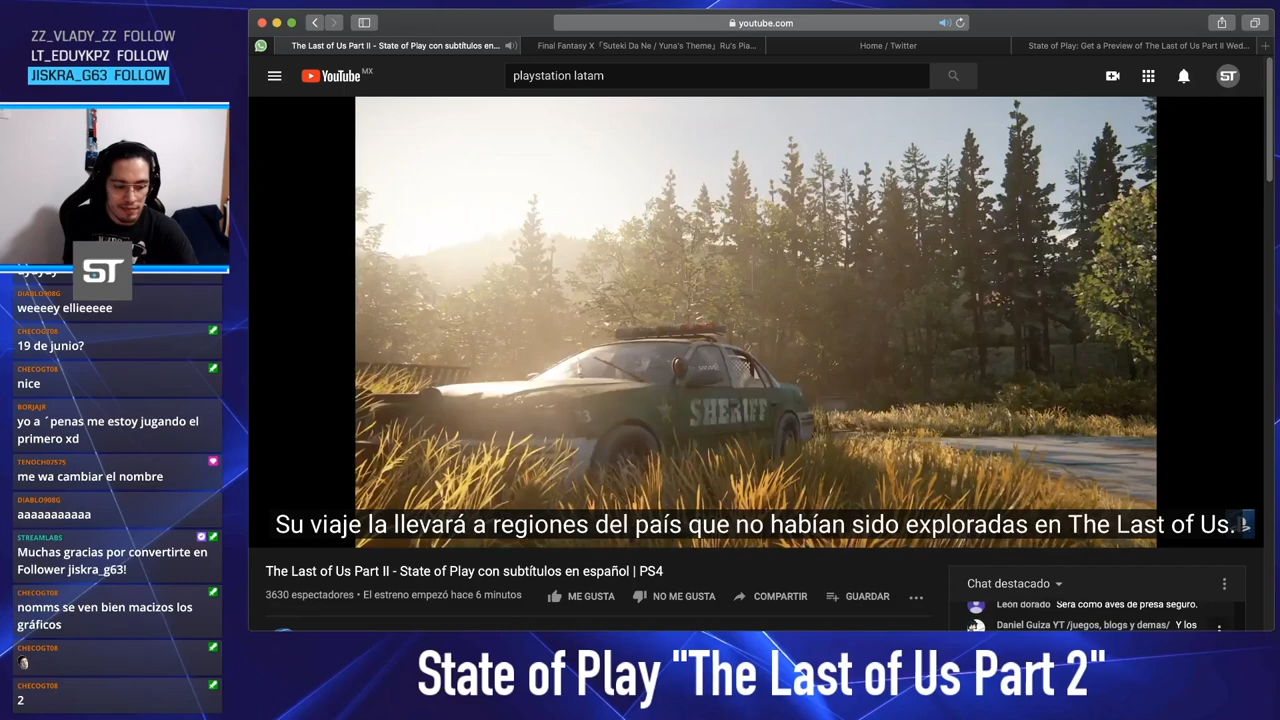 ZZ_VLADY_ZZ FOLLOW
LT_EDUYKPZ FOLLOW
JISKRA_G63 FOLLOW
ST
DIABLO908G
weeeey ellieeeee
CHECOGT08
19 de junio?
CHECOGT08
nice
BORJAJR
yo a ´penas me estoy jugando el
primero xd
TENOCH07575
me wa cambiar el nombre
DIABLO908G
aaaaaaaaaaa
STREAMLABS
Muchas gracias por convertirte en
Follower jiskra_g63!
CHECOGT08
nomms se ven bien macizos los
gráficos
CHECOGT08
CHECOGT08
2
youtube.com
The Last of Us Part II - State of Play con subtítulos en...
Final Fantasy X「Suteki Da Ne / Yuna's Theme」Ru's Pia...
Home / Twitter
State of Play: Get a Preview of The Last of Us Part II Wed...
YouTube MX
playstation latam
ST
SHERIFF
Su viaje la llevará a regiones del país que no habían sido exploradas en The Last of Us.
The Last of Us Part II - State of Play con subtítulos en español | PS4
3630 espectadores • El estreno empezó hace 6 minutos
ME GUSTA
NO ME GUSTA
COMPARTIR
GUARDAR
Chat destacado
Leon dorado Sera como aves de presa seguro.
Daniel Guiza YT /juegos, blogs y demas/ Y los
State of Play "The Last of Us Part 2"